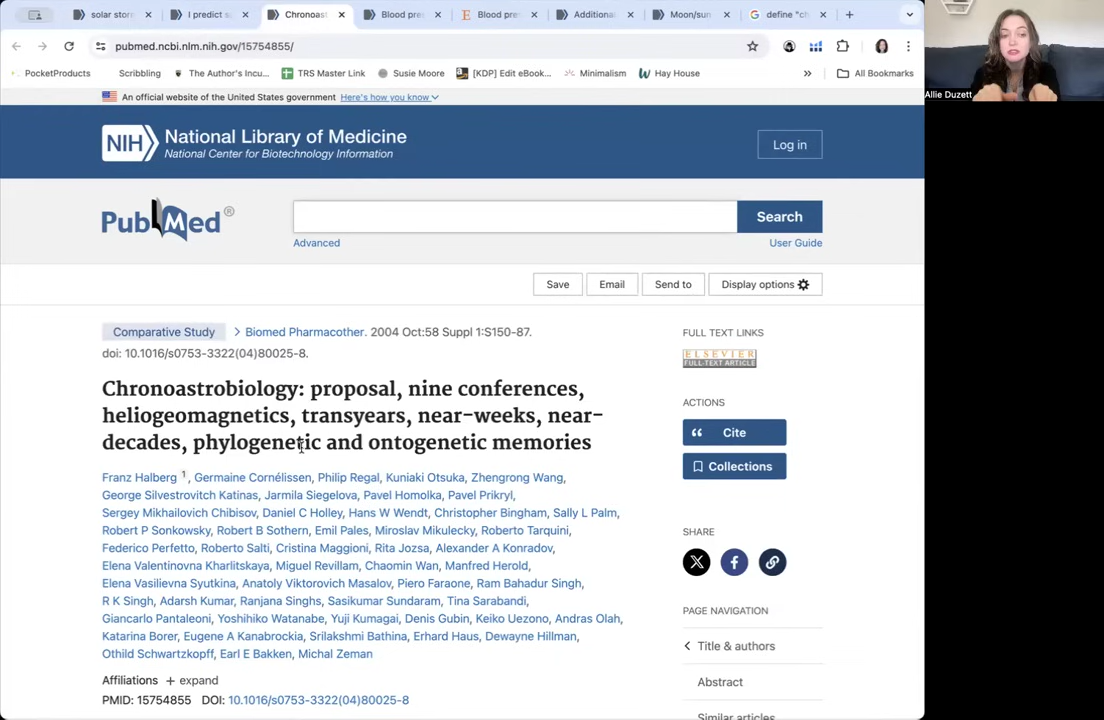 solar storm
I predict s
Chronoast
Blood pres
Blood pres
Additional
Moon/sun
define "ch
pubmed.ncbi.nlm.nih.gov/15754855/
PocketProducts
Scribbling
The Author's Incu...
TRS Master Link
Susie Moore
[KDP] Edit eBook...
Minimalism
Hay House
»
All Bookmarks
Allie Duzett
An official website of the United States government Here's how you know
NIH National Library of Medicine
National Center for Biotechnology Information
Log in
PubMed®
Search
Advanced
User Guide
Save
Email
Send to
Display options
Comparative Study > Biomed Pharmacother. 2004 Oct:58 Suppl 1:S150-87.
doi: 10.1016/s0753-3322(04)80025-8.
Chronoastrobiology: proposal, nine conferences,
heliogeomagnetics, transyears, near-weeks, near-
decades, phylogenetic and ontogenetic memories
Franz Halberg 1, Germaine Cornélissen, Philip Regal, Kuniaki Otsuka, Zhengrong Wang,
George Silvestrovitch Katinas, Jarmila Siegelova, Pavel Homolka, Pavel Prikryl,
Sergey Mikhailovich Chibisov, Daniel C Holley, Hans W Wendt, Christopher Bingham, Sally L Palm,
Robert P Sonkowsky, Robert B Sothern, Emil Pales, Miroslav Mikulecky, Roberto Tarquini,
Federico Perfetto, Roberto Salti, Cristina Maggioni, Rita Jozsa, Alexander A Konradov,
Elena Valentinovna Kharlitskaya, Miguel Revillam, Chaomin Wan, Manfred Herold,
Elena Vasilievna Syutkina, Anatoly Viktorovich Masalov, Piero Faraone, Ram Bahadur Singh,
R K Singh, Adarsh Kumar, Ranjana Singhs, Sasikumar Sundaram, Tina Sarabandi,
Giancarlo Pantaleoni, Yoshihiko Watanabe, Yuji Kumagai, Denis Gubin, Keiko Uezono, Andras Olah,
Katarina Borer, Eugene A Kanabrockia, Srilakshmi Bathina, Erhard Haus, Dewayne Hillman,
Othild Schwartzkopff, Earl E Bakken, Michal Zeman
Affiliations + expand
PMID: 15754855 DOI: 10.1016/s0753-3322(04)80025-8
FULL TEXT LINKS
ELSEVIER
FULL-TEXT ARTICLE
ACTIONS
Cite
Collections
SHARE
PAGE NAVIGATION
Title & authors
Abstract
Similar articles